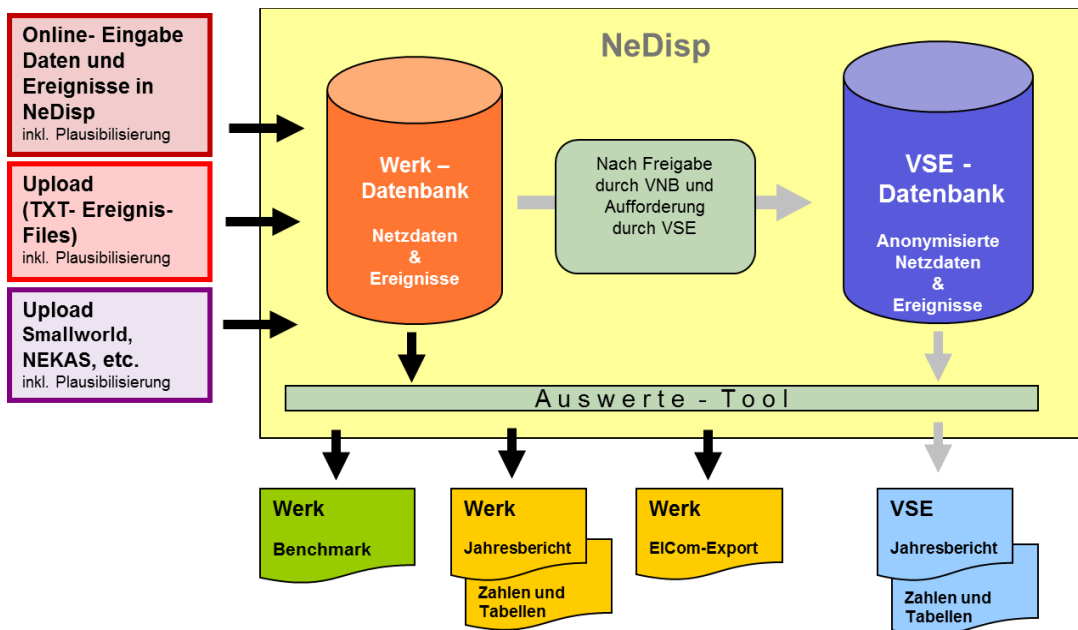 Online- Eingabe
Daten und
Ereignisse in
NeDisp
inkl. Plausibilisierung
Upload
(TXT- Ereignis-
Files)
inkl. Plausibilisierung
Upload
Smallworld,
NEKAS, etc.
inkl. Plausibilisierung
NeDisp
Werk –
Datenbank
Netzdaten
&
Ereignisse
Nach Freigabe
durch VNB und
Aufforderung
durch VSE
VSE -
Datenbank
Anonymisierte
Netzdaten
&
Ereignisse
Auswerte - Tool
Werk
Benchmark
Werk
Jahresbericht
Zahlen und
Tabellen
Werk
ElCom-Export
VSE
Jahresbericht
Zahlen und
Tabellen